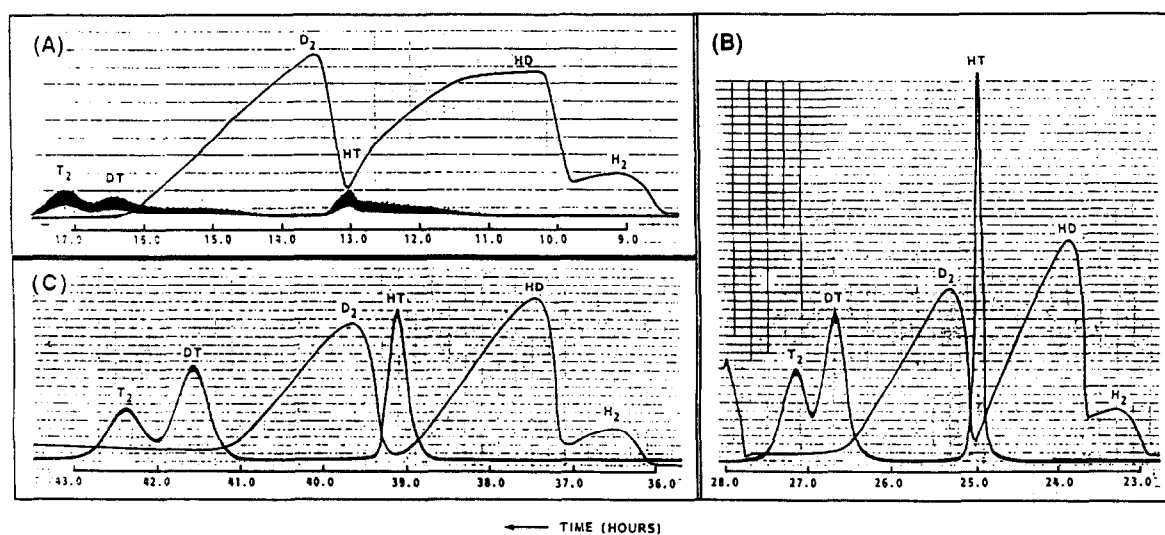 (A)
D2
HD
HT
T2
DT
H2
17.0 15.0 14.0 13.0 12.0 11.0 10.0 9.0
(C)
D2
HT
HD
DT
T2
H2
43.0 42.0 41.0 40.0 39.0 38.0 37.0 36.0
(B)
HT
HD
D2
DT
T2
H2
28.0 27.0 26.0 25.0 24.0 23.0
← TIME (HOURS)